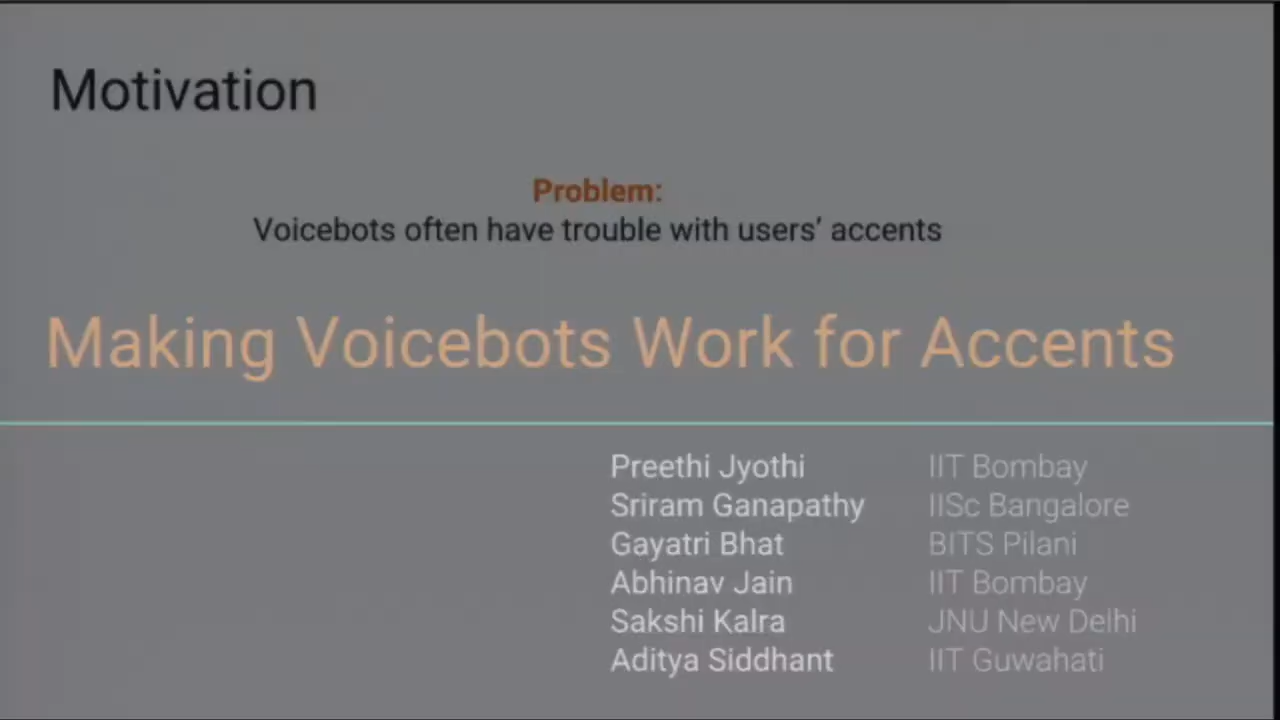 Motivation
Problem:
Voicebots often have trouble with users’ accents
Making Voicebots Work for Accents
Preethi Jyothi IIT Bombay
Sriram Ganapathy IISc Bangalore
Gayatri Bhat BITS Pilani
Abhinav Jain IIT Bombay
Sakshi Kalra JNU New Delhi
Aditya Siddhant IIT Guwahati